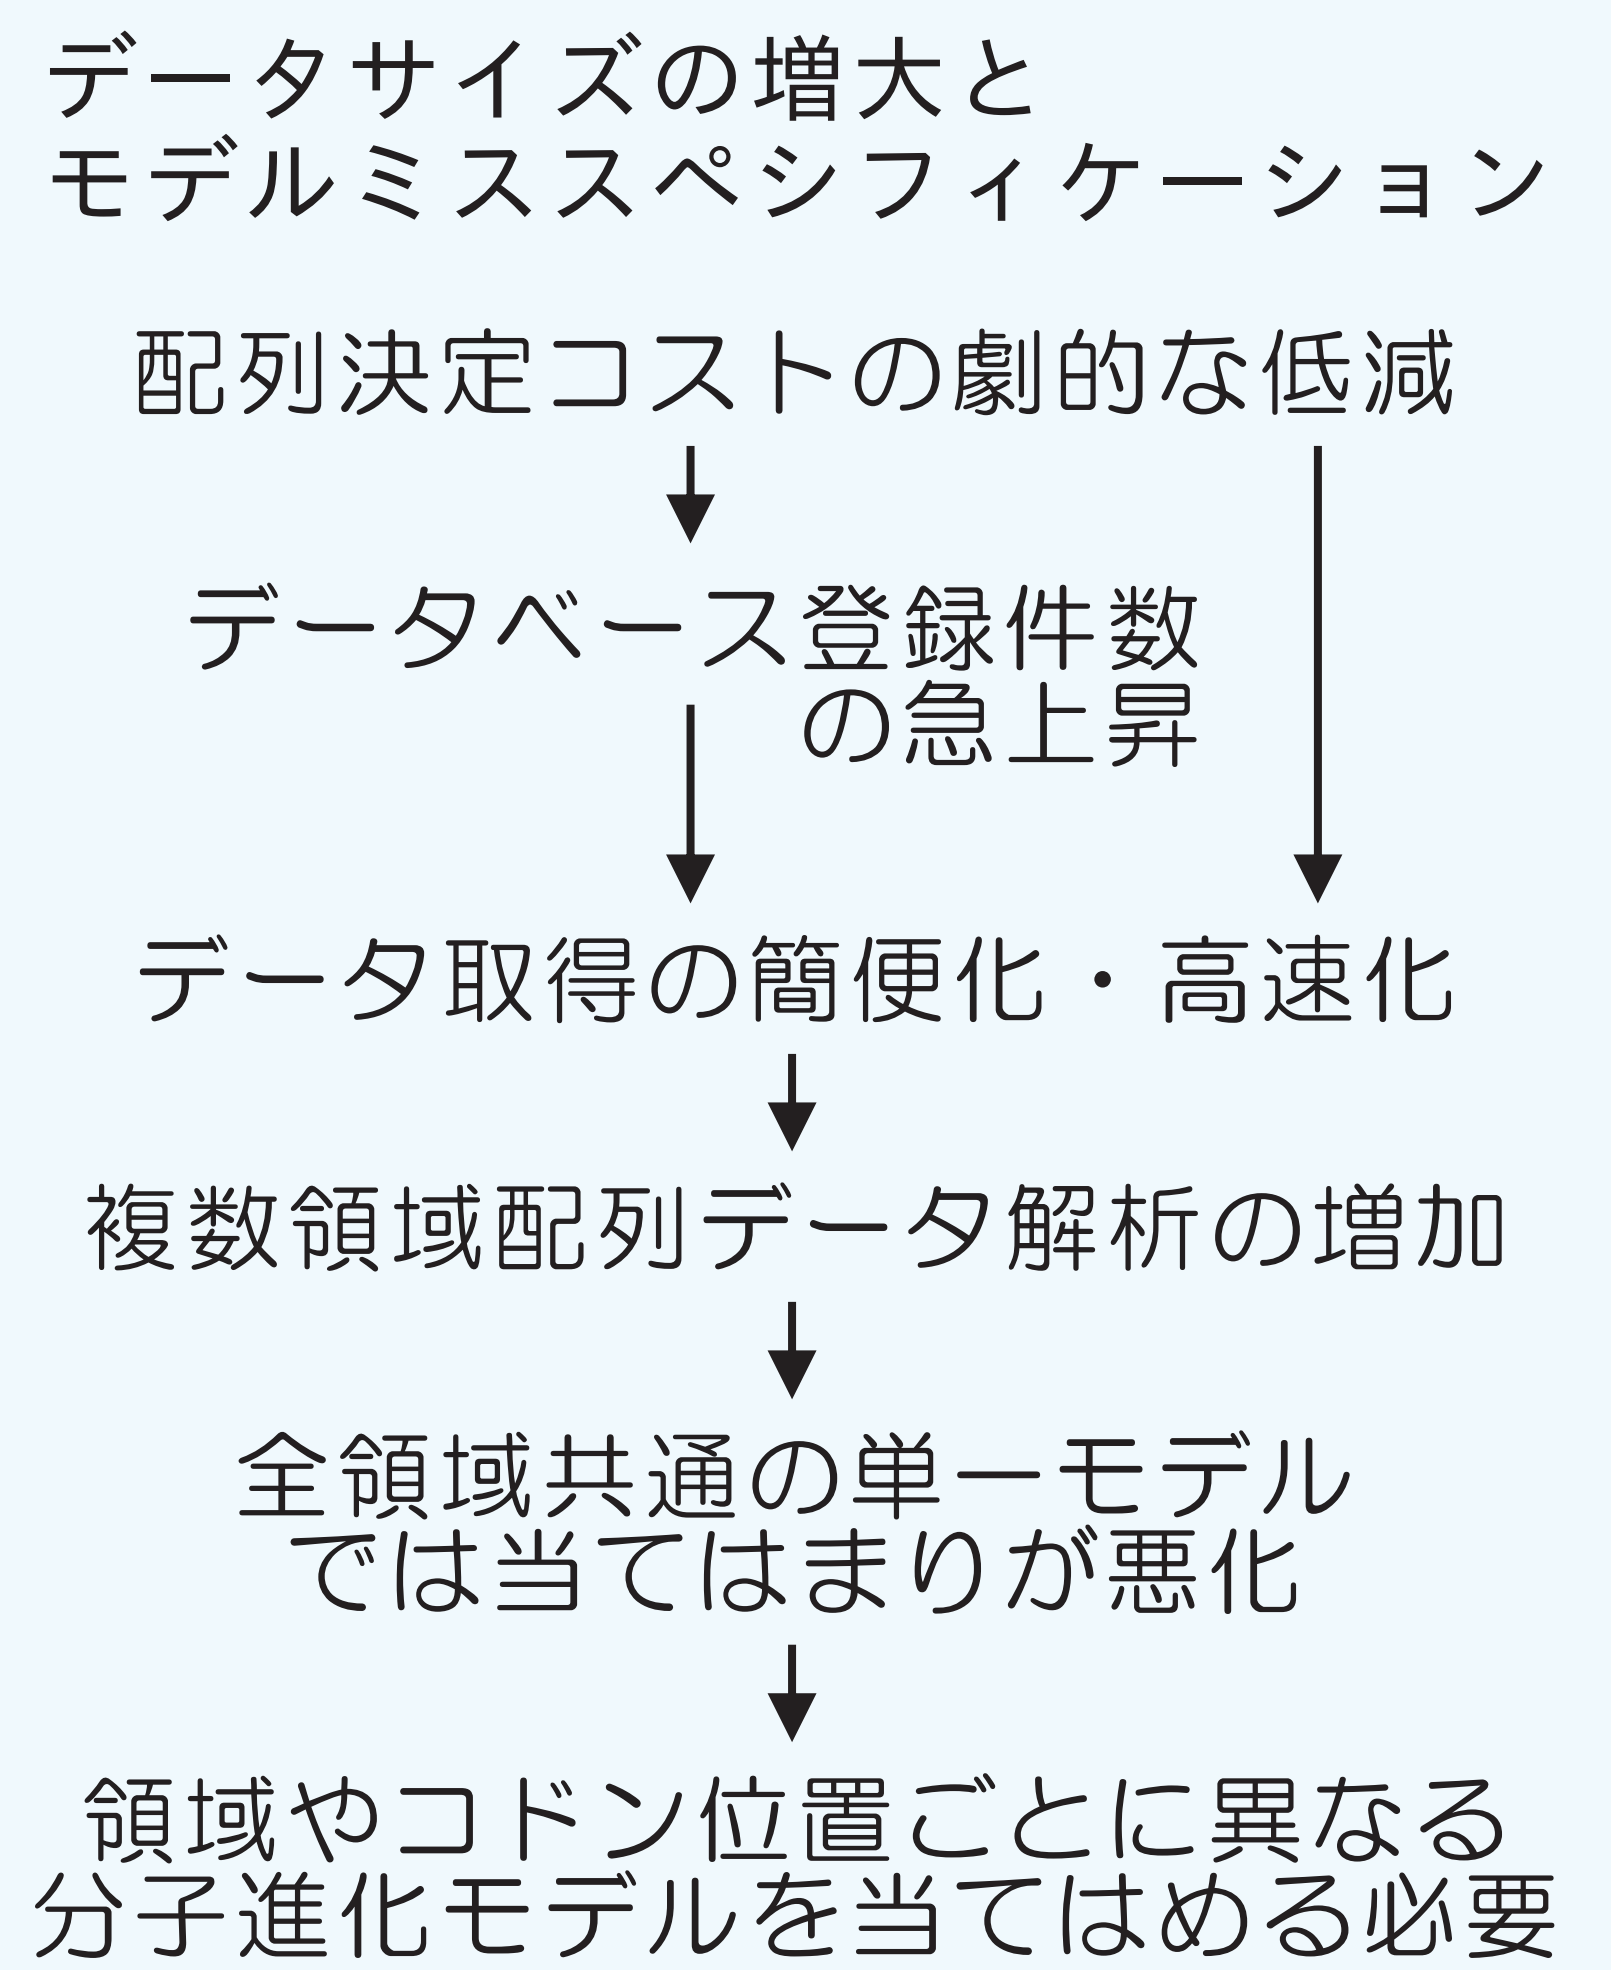 データサイズの増大と
モデルミススペシフィケーション
配列決定コストの劇的な低減
データベース登録件数
の急上昇
データ取得の簡便化・高速化
複数領域配列データ解析の増加
全領域共通の単一モデル
では当てはまりが悪化
領域やコドン位置ごとに異なる
分子進化モデルを当てはめる必要